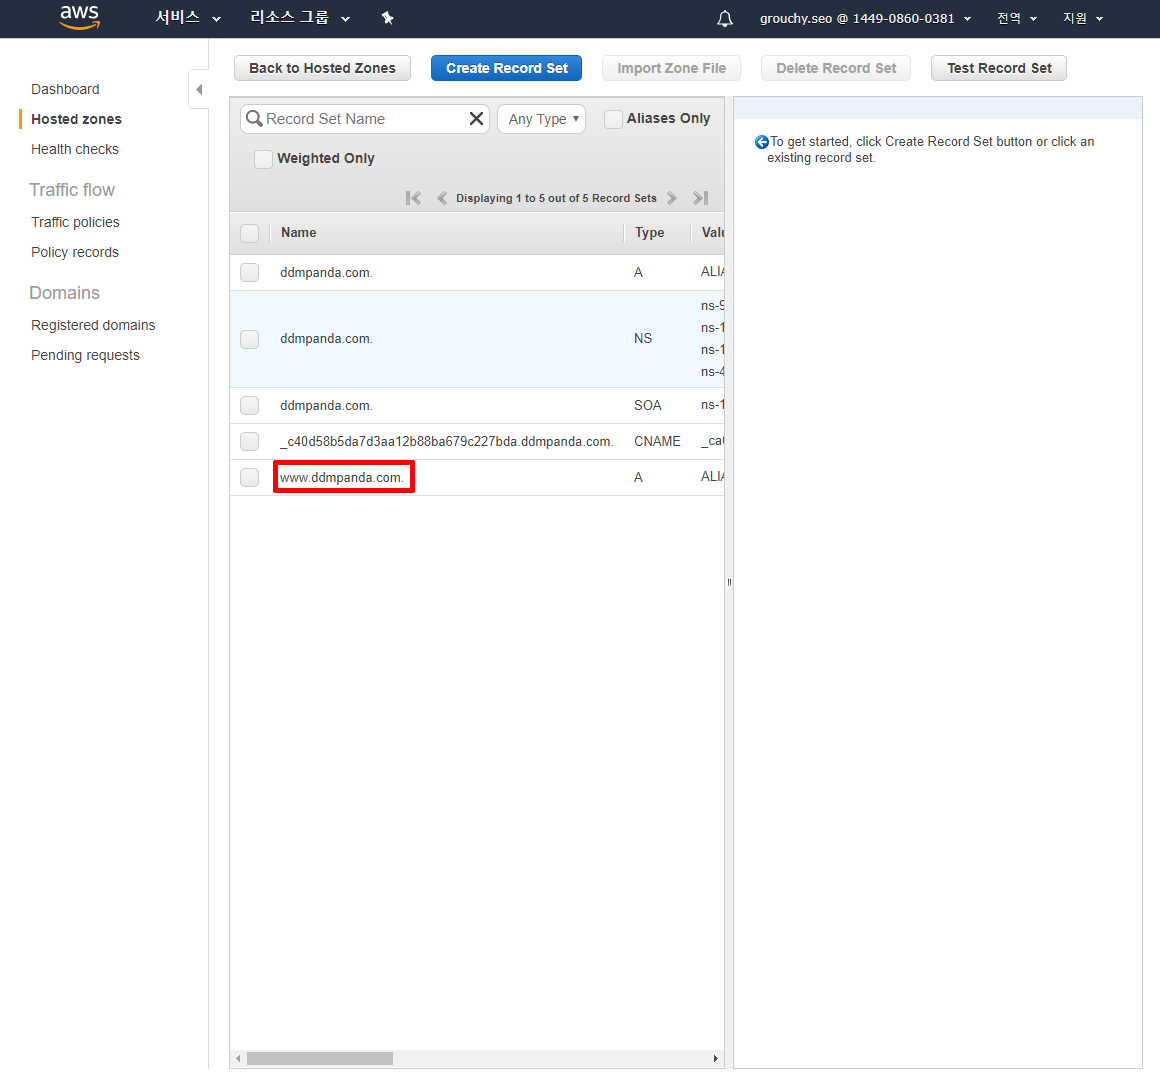 aws 서비스 리소스 그룹 grouchy.seo @ 1449-0860-0381 전역 지원
Dashboard
Hosted zones
Health checks
Traffic flow
Traffic policies
Policy records
Domains
Registered domains
Pending requests
Back to Hosted Zones Create Record Set Import Zone File Delete Record Set Test Record Set
Record Set Name Any Type Aliases Only
Weighted Only
Displaying 1 to 5 out of 5 Record Sets
Name Type
ddmpanda.com. A
ns-9
ns-1
ddmpanda.com. NS
ns-1
ns-4
ddmpanda.com. SOA ns-1
_c40d58b5da7d3aa12b88ba679c227bda.ddmpanda.com. CNAME
www.ddmpanda.com. A
To get started, click Create Record Set button or click an
existing record set.